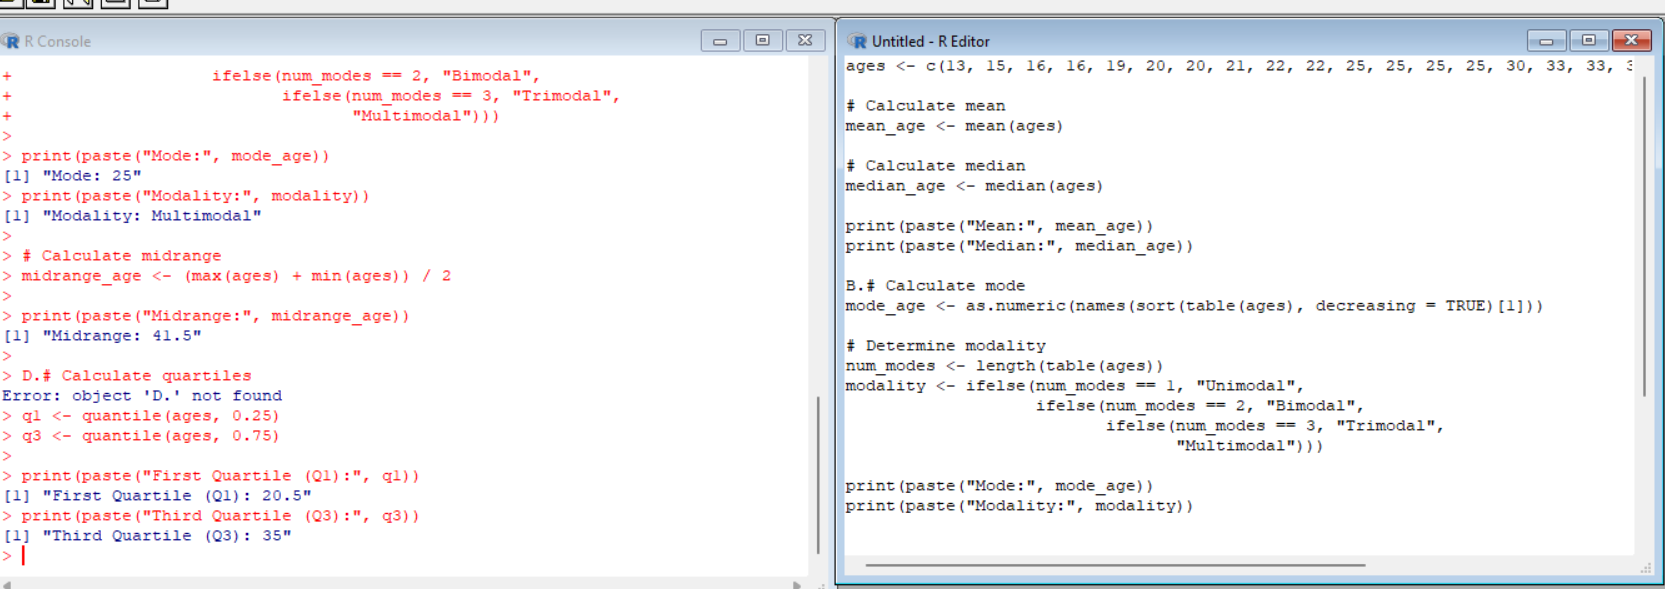 R Console
+                     ifelse(num_modes == 2, "Bimodal",
+                            ifelse(num_modes == 3, "Trimodal",
+                                   "Multimodal")))
>
> print(paste("Mode:", mode_age))
[1] "Mode: 25"
> print(paste("Modality:", modality))
[1] "Modality: Multimodal"
>
> # Calculate midrange
> midrange_age <- (max(ages) + min(ages)) / 2
>
> print(paste("Midrange:", midrange_age))
[1] "Midrange: 41.5"
>
> D.# Calculate quartiles
Error: object 'D.' not found
> q1 <- quantile(ages, 0.25)
> q3 <- quantile(ages, 0.75)
>
> print(paste("First Quartile (Q1):", q1))
[1] "First Quartile (Q1): 20.5"
> print(paste("Third Quartile (Q3):", q3))
[1] "Third Quartile (Q3): 35"
>
Untitled - R Editor
ages <- c(13, 15, 16, 16, 19, 20, 20, 21, 22, 22, 25, 25, 25, 25, 30, 33, 33,
# Calculate mean
mean_age <- mean(ages)
# Calculate median
median_age <- median(ages)
print(paste("Mean:", mean_age))
print(paste("Median:", median_age))
B.# Calculate mode
mode_age <- as.numeric(names(sort(table(ages), decreasing = TRUE)[1]))
# Determine modality
num_modes <- length(table(ages))
modality <- ifelse(num_modes == 1, "Unimodal",
                   ifelse(num_modes == 2, "Bimodal",
                          ifelse(num_modes == 3, "Trimodal",
                                 "Multimodal")))
print(paste("Mode:", mode_age))
print(paste("Modality:", modality))